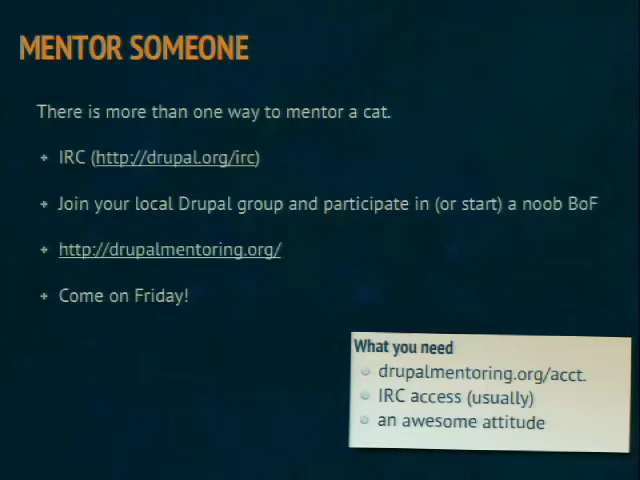 MENTOR SOMEONE
There is more than one way to mentor a cat.
+ IRC (http://drupal.org/irc)
+ Join your local Drupal group and participate in (or start) a noob BoF
+ http://drupalmentoring.org/
+ Come on Friday!
What you need
drupalmentoring.org/acct.
IRC access (usually)
an awesome attitude